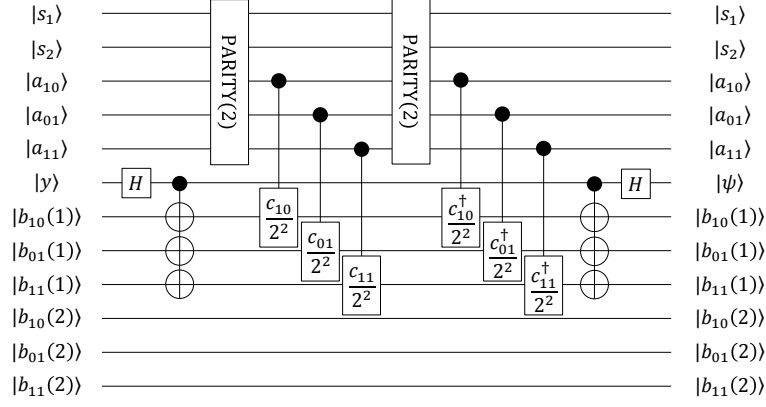 |s₁⟩ |s₁⟩
|s₂⟩ |s₂⟩
|a₁₀⟩ PARITY(2) PARITY(2) |a₁₀⟩
|a₀₁⟩ |a₀₁⟩
|a₁₁⟩ |a₁₁⟩
|y⟩ H H |ψ⟩
|b₁₀(1)⟩ c₁₀/2² c₁₀†/2² |b₁₀(1)⟩
|b₀₁(1)⟩ c₀₁/2² c₀₁†/2² |b₀₁(1)⟩
|b₁₁(1)⟩ c₁₁/2² c₁₁†/2² |b₁₁(1)⟩
|b₁₀(2)⟩ |b₁₀(2)⟩
|b₀₁(2)⟩ |b₀₁(2)⟩
|b₁₁(2)⟩ |b₁₁(2)⟩